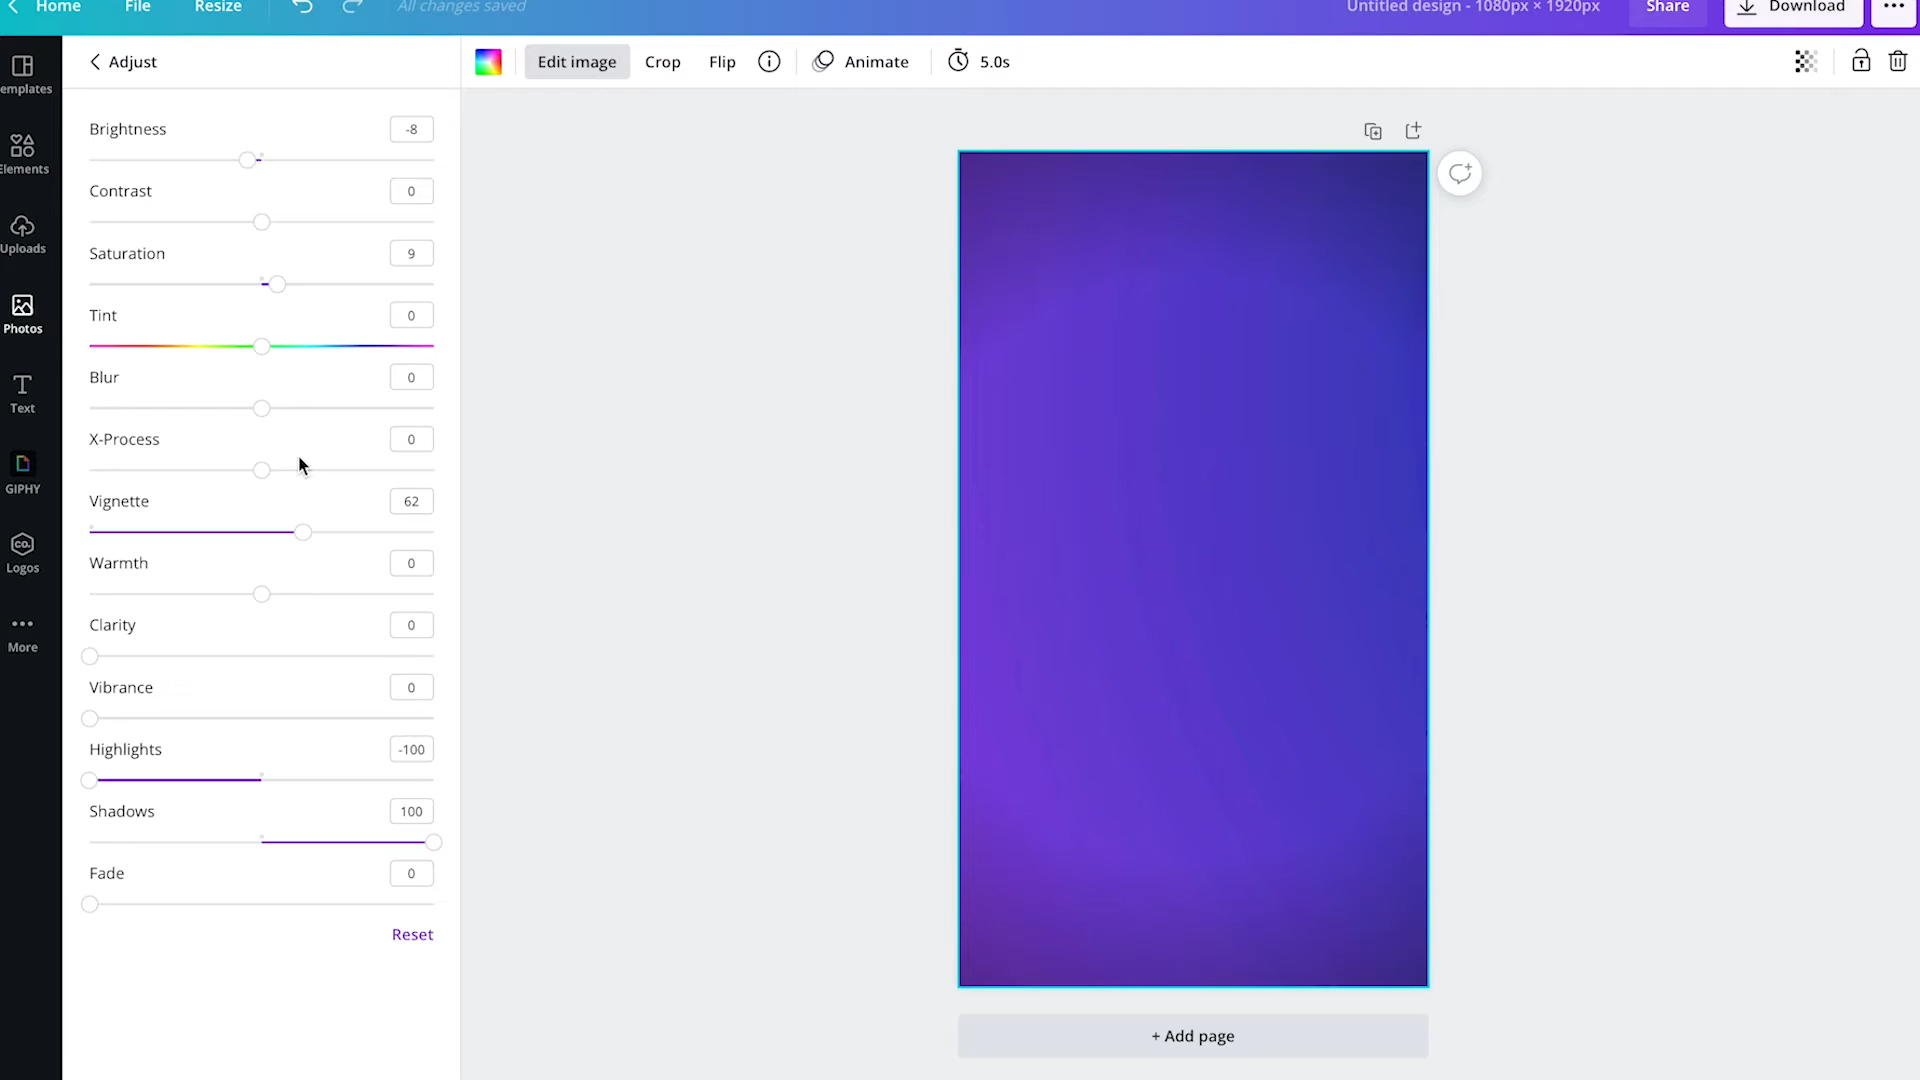 Home File Resize All changes saved Untitled design - 1080px × 1920px Share Download
Adjust Edit image Crop Flip Animate 5.0s
emplates
Elements
Uploads
Photos
Text
GIPHY
CO.
Logos
More
Brightness -8
Contrast 0
Saturation 9
Tint 0
Blur 0
X-Process 0
Vignette 62
Warmth 0
Clarity 0
Vibrance 0
Highlights -100
Shadows 100
Fade 0
Reset
+ Add page